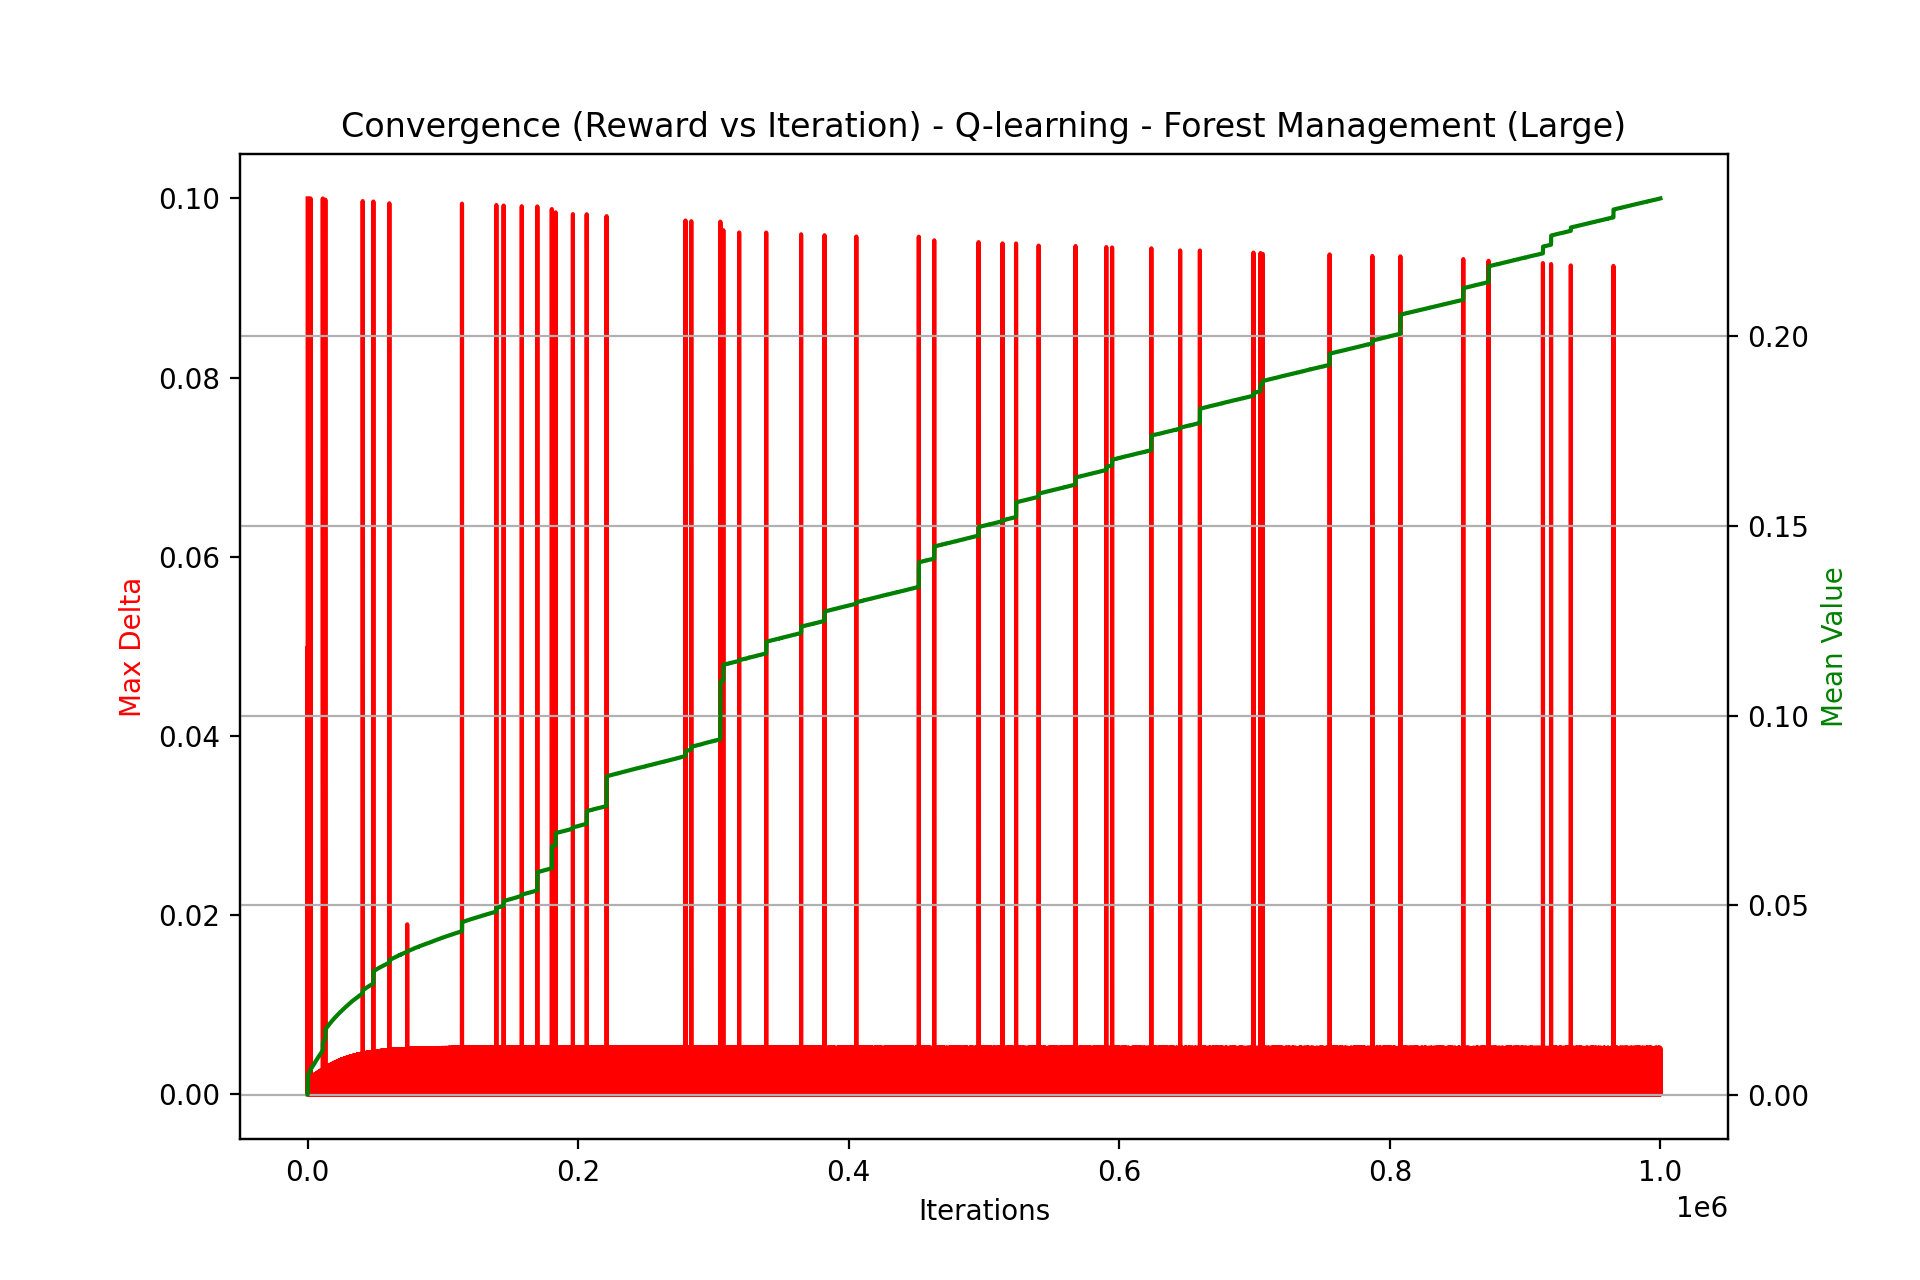 Convergence (Reward vs Iteration) - Q-learning - Forest Management (Large)
0.10
0.08
0.06
0.04
0.02
0.00
Max Delta
0.20
0.15
0.10
0.05
0.00
Mean Value
0.0 0.2 0.4 0.6 0.8 1.0
1e6
Iterations